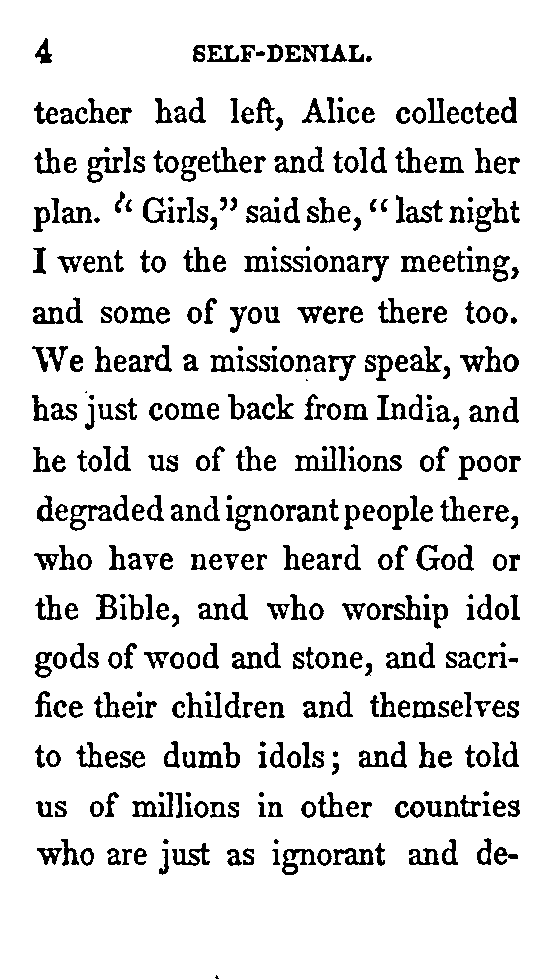 4 SELF-DENIAL.
teacher had left, Alice collected
the girls together and told them her
plan. “ Girls,” said she, “ last night
I went to the missionary meeting,
and some of you were there too.
We heard a missionary speak, who
has just come back from India, and
he told us of the millions of poor
degraded and ignorant people there,
who have never heard of God or
the Bible, and who worship idol
gods of wood and stone, and sacri-
fice their children and themselves
to these dumb idols ; and he told
us of millions in other countries
who are just as ignorant and de-